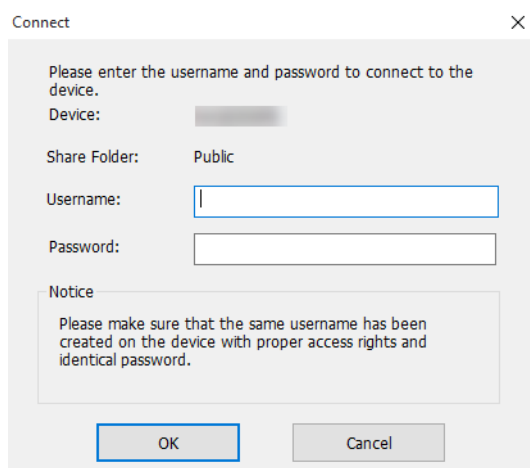 Connect
Please enter the username and password to connect to the
device.
Device:
Share Folder: Public
Username:
Password:
Notice
Please make sure that the same username has been
created on the device with proper access rights and
identical password.
OK Cancel